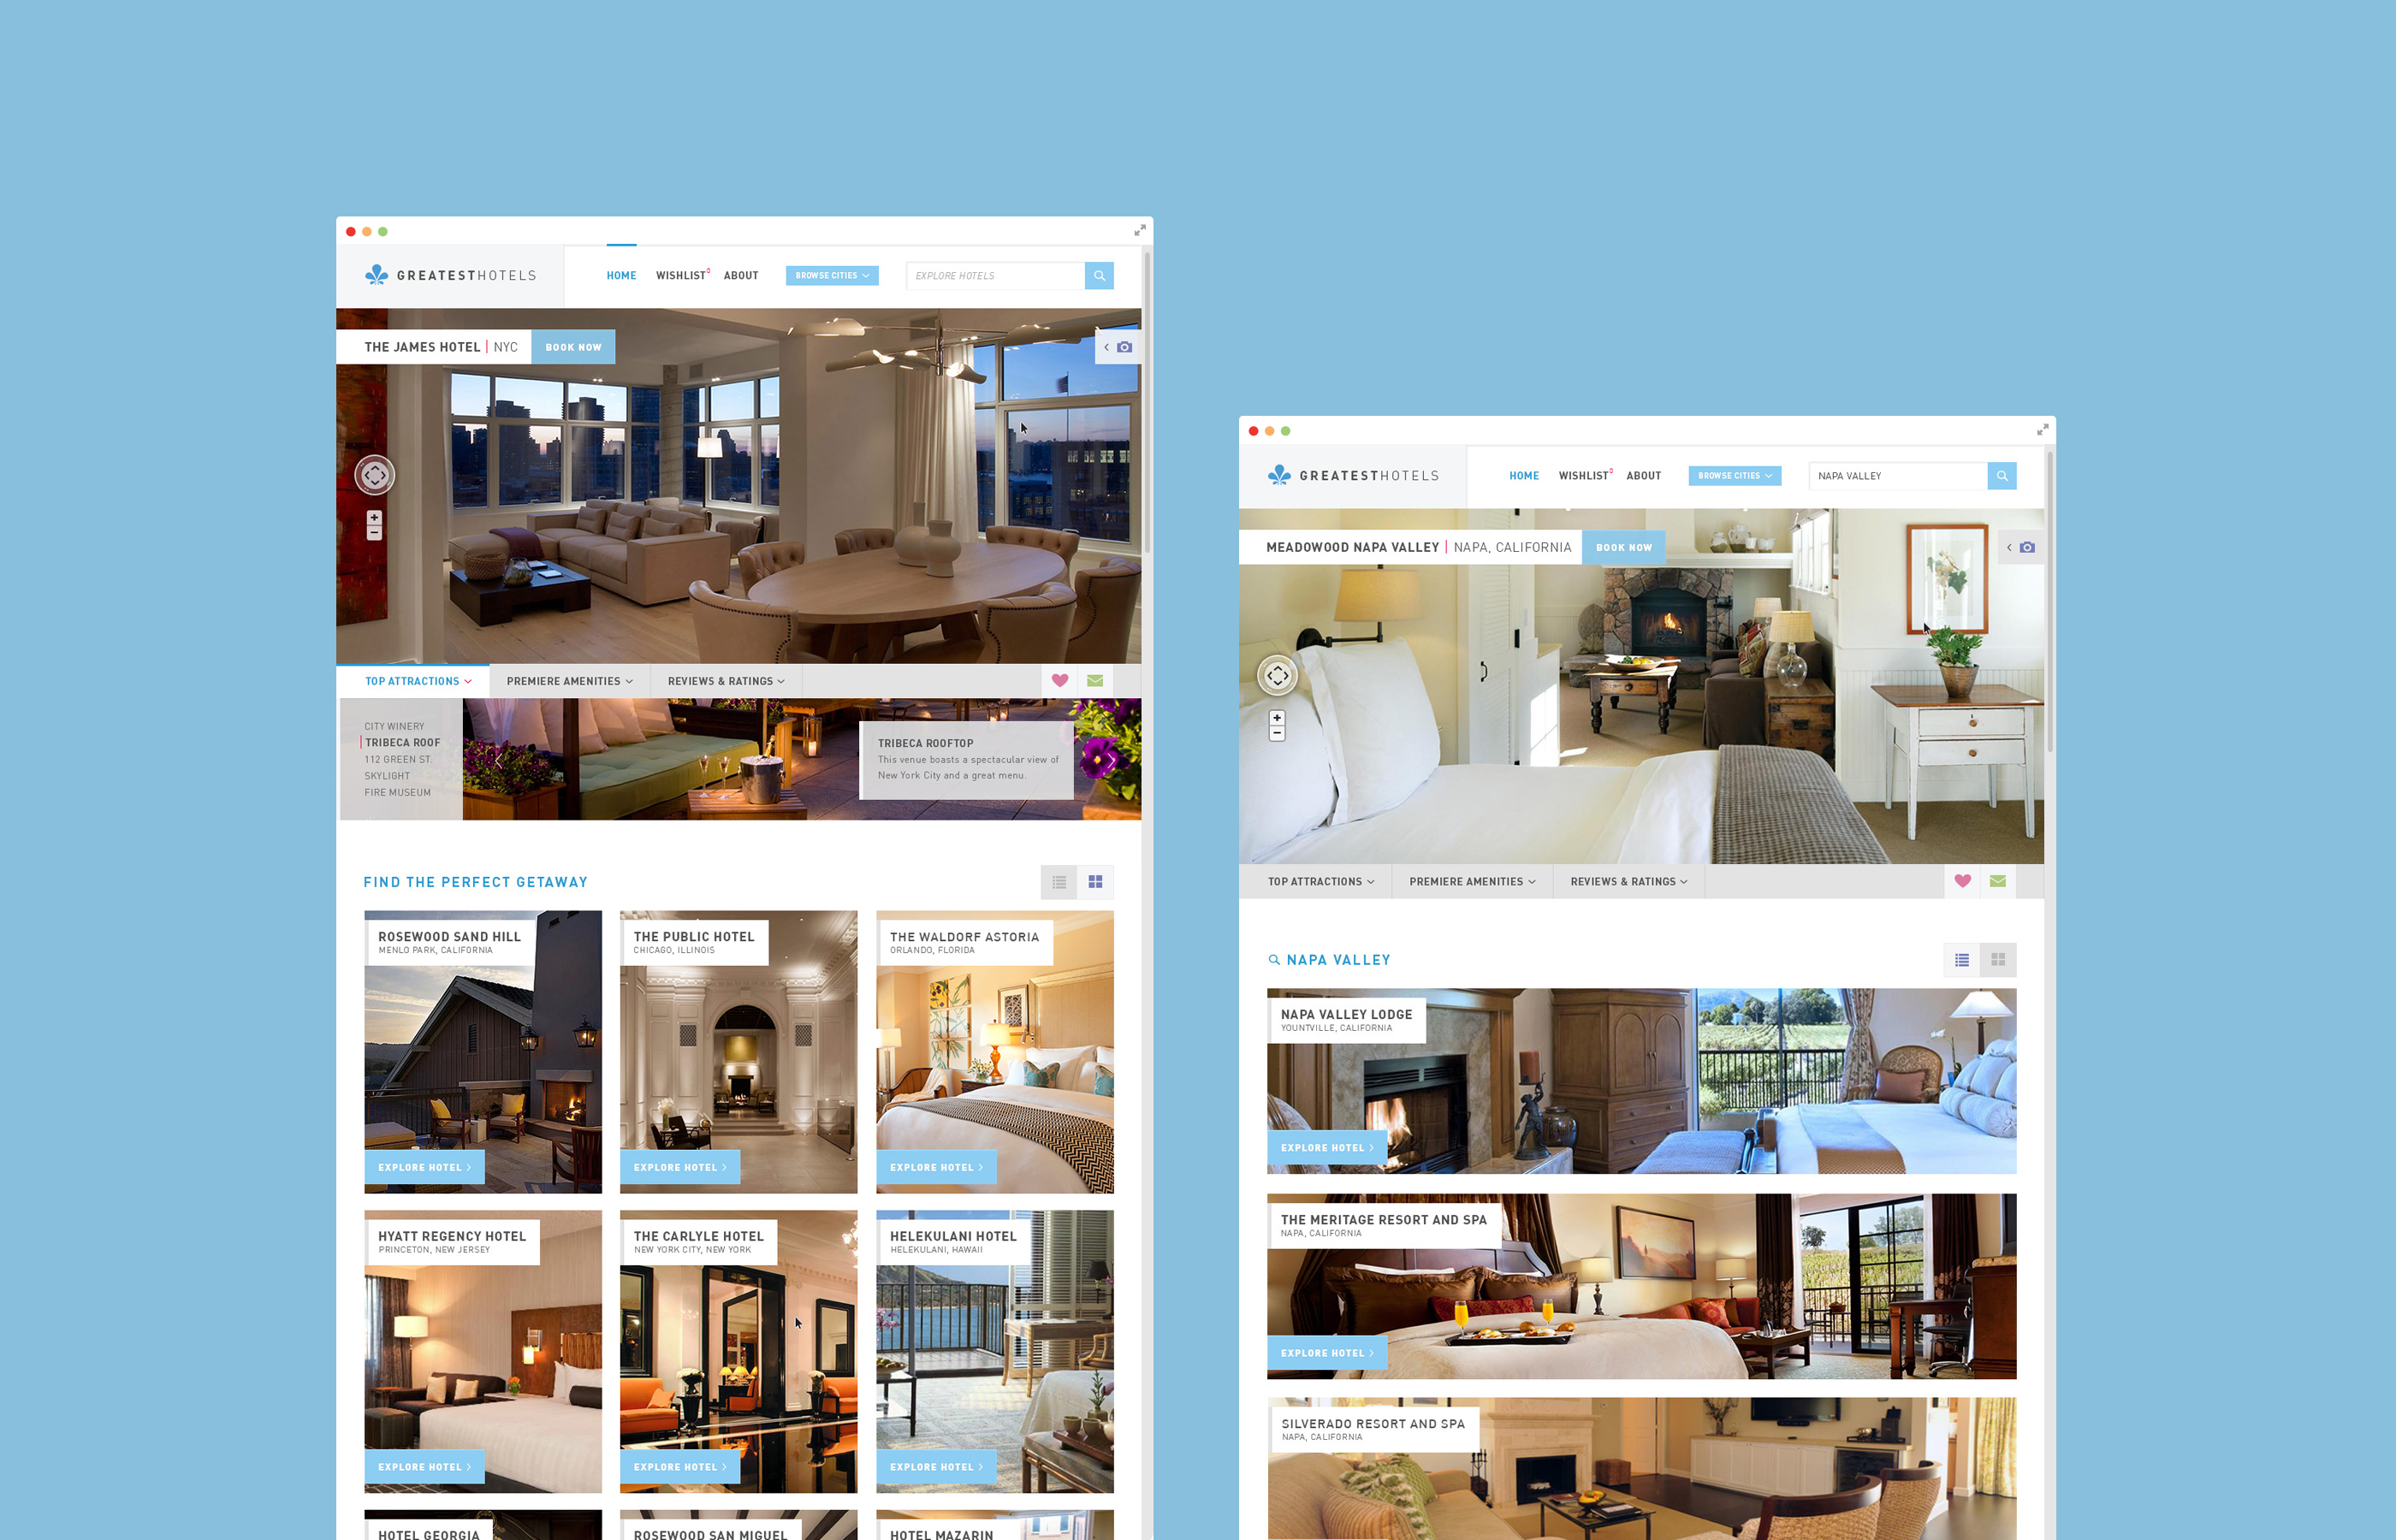 GREATESTHOTELS
HOME
WISHLIST
ABOUT
BROWSE CITIES
EXPLORE HOTELS
THE JAMES HOTEL | NYC
BOOK NOW
TOP ATTRACTIONS
PREMIERE AMENITIES
REVIEWS & RATINGS
CITY WINERY
TRIBECA ROOF
112 GREEN ST.
SKYLIGHT
FIRE MUSEUM
TRIBECA ROOFTOP
This venue boasts a spectacular view of
New York City and a great menu.
FIND THE PERFECT GETAWAY
ROSEWOOD SAND HILL
MENLO PARK, CALIFORNIA
EXPLORE HOTEL
THE PUBLIC HOTEL
CHICAGO, ILLINOIS
EXPLORE HOTEL
THE WALDORF ASTORIA
ORLANDO, FLORIDA
EXPLORE HOTEL
HYATT REGENCY HOTEL
PRINCETON, NEW JERSEY
EXPLORE HOTEL
THE CARLYLE HOTEL
NEW YORK CITY, NEW YORK
EXPLORE HOTEL
HELEKULANI HOTEL
HELEKULANI, HAWAII
EXPLORE HOTEL
HOTEL GEORGIA
ROSEWOOD SAN MIGUEL
HOTEL MAZARIN
GREATESTHOTELS
HOME
WISHLIST
ABOUT
BROWSE CITIES
NAPA VALLEY
MEADOWOOD NAPA VALLEY | NAPA, CALIFORNIA
BOOK NOW
TOP ATTRACTIONS
PREMIERE AMENITIES
REVIEWS & RATINGS
NAPA VALLEY
NAPA VALLEY LODGE
YOUNTVILLE, CALIFORNIA
EXPLORE HOTEL
THE MERITAGE RESORT AND SPA
NAPA, CALIFORNIA
EXPLORE HOTEL
SILVERADO RESORT AND SPA
NAPA, CALIFORNIA